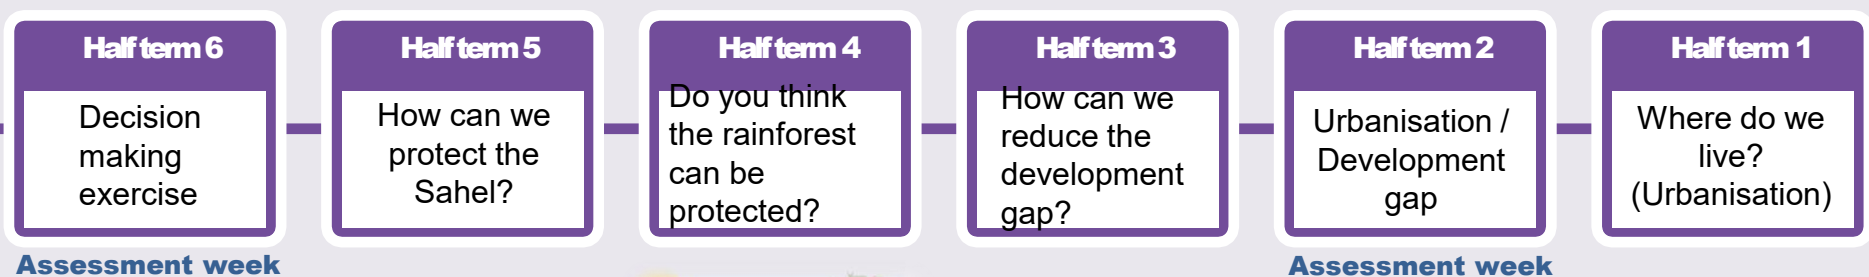 Half term 6
Decision
making
exercise
Assessment week
Half term 5
How can we
protect the
Sahel?
Half term 4
Do you think
the rainforest
can be
protected?
Half term 3
How can we
reduce the
development
gap?
Half term 2
Urbanisation /
Development
gap
Assessment week
Half term 1
Where do we
live?
(Urbanisation)